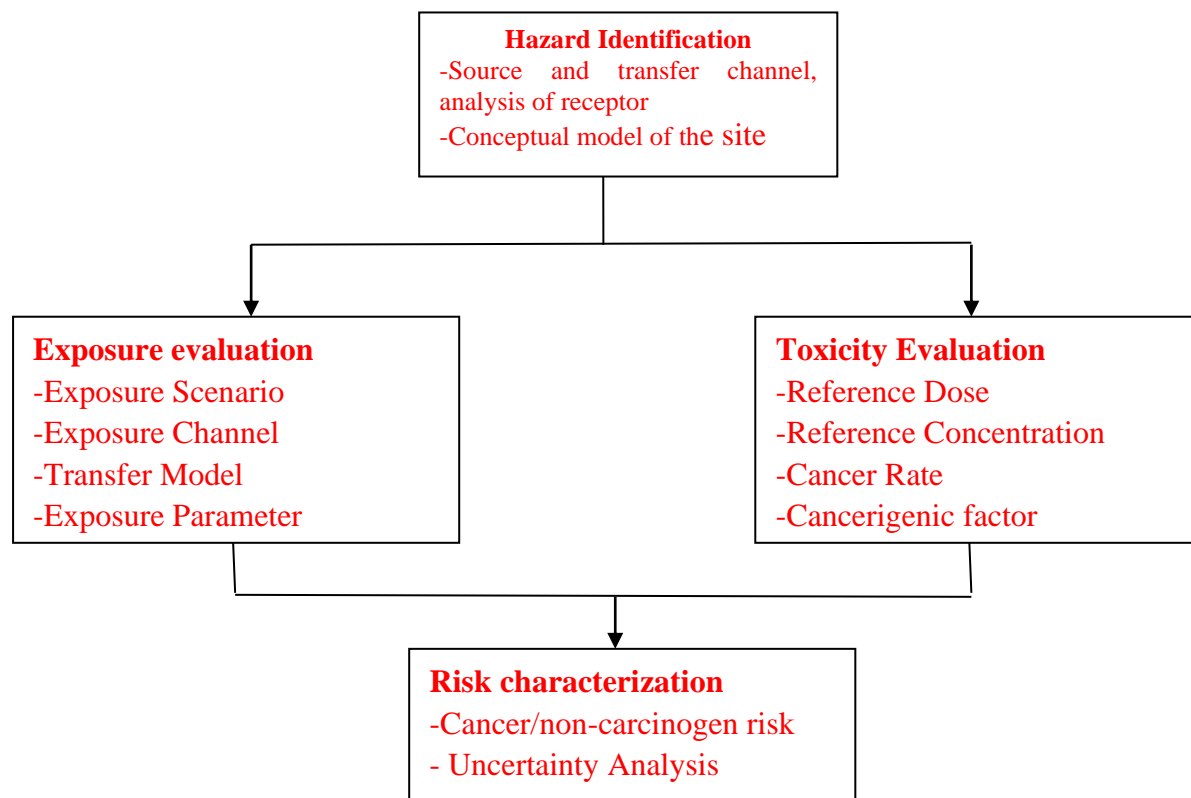 Hazard Identification
-Source and transfer channel,
analysis of receptor
-Conceptual model of the site
Exposure evaluation
-Exposure Scenario
-Exposure Channel
-Transfer Model
-Exposure Parameter
Toxicity Evaluation
-Reference Dose
-Reference Concentration
-Cancer Rate
-Cancerigenic factor
Risk characterization
-Cancer/non-carcinogen risk
- Uncertainty Analysis